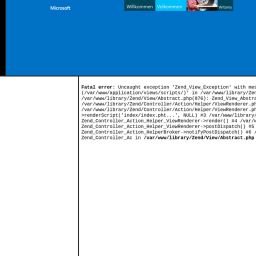 Microsoft
Willkommen
Willkommen
Fatal error: Uncaught exception 'Zend_View_Exception' with mes
(/var/www/application/views/scripts/)' in /var/www/library/Zen
/var/www/library/Zend/View/Abstract.php(876): Zend_View_Abstra
/var/www/library/Zend/Controller/Action/Helper/ViewRenderer.ph
/var/www/library/Zend/Controller/Action/Helper/ViewRenderer.ph
>renderScript('index/index.pht...', NULL) #3 /var/www/library/
Zend_Controller_Action_Helper_ViewRenderer->render() #4 /var/w
Zend_Controller_Action_Helper_ViewRenderer->postDispatch() #5
Zend_Controller_Action_HelperBroker->notifyPostDispatch() #6 /
Zend_Controller_Ac in /var/www/library/Zend/View/Abstract.php